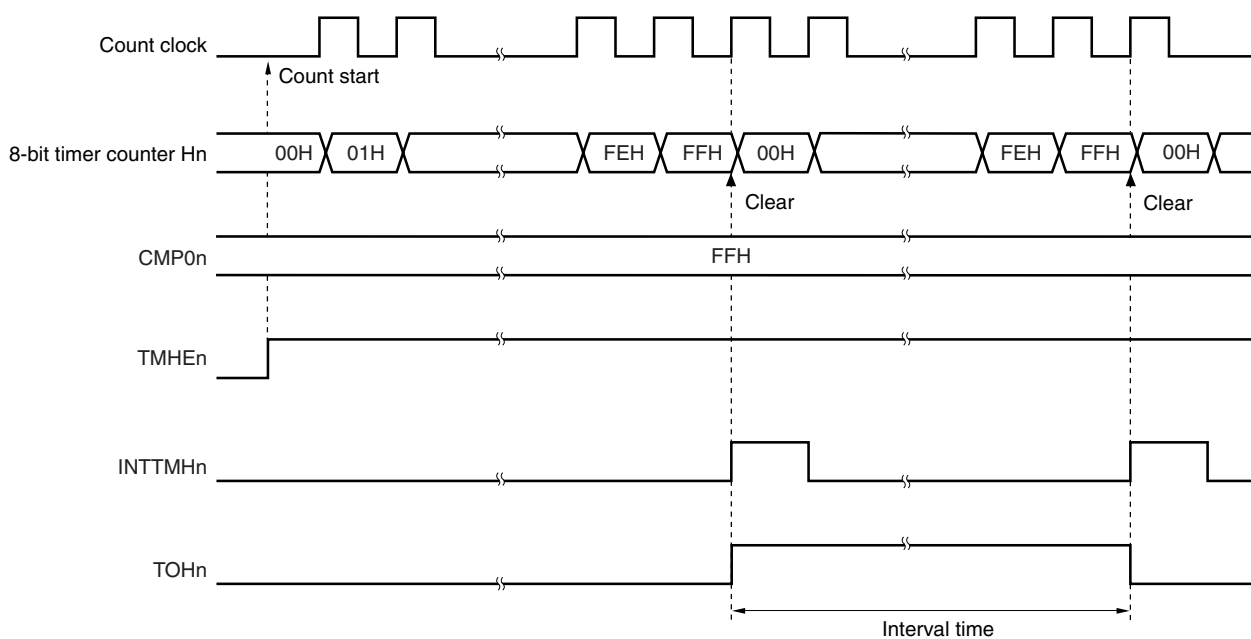 Count clock
Count start
8-bit timer counter Hn
00H 01H FEH FFH 00H FEH FFH 00H
Clear Clear
CMP0n
FFH
TMHEn
INTTMHn
TOHn
Interval time